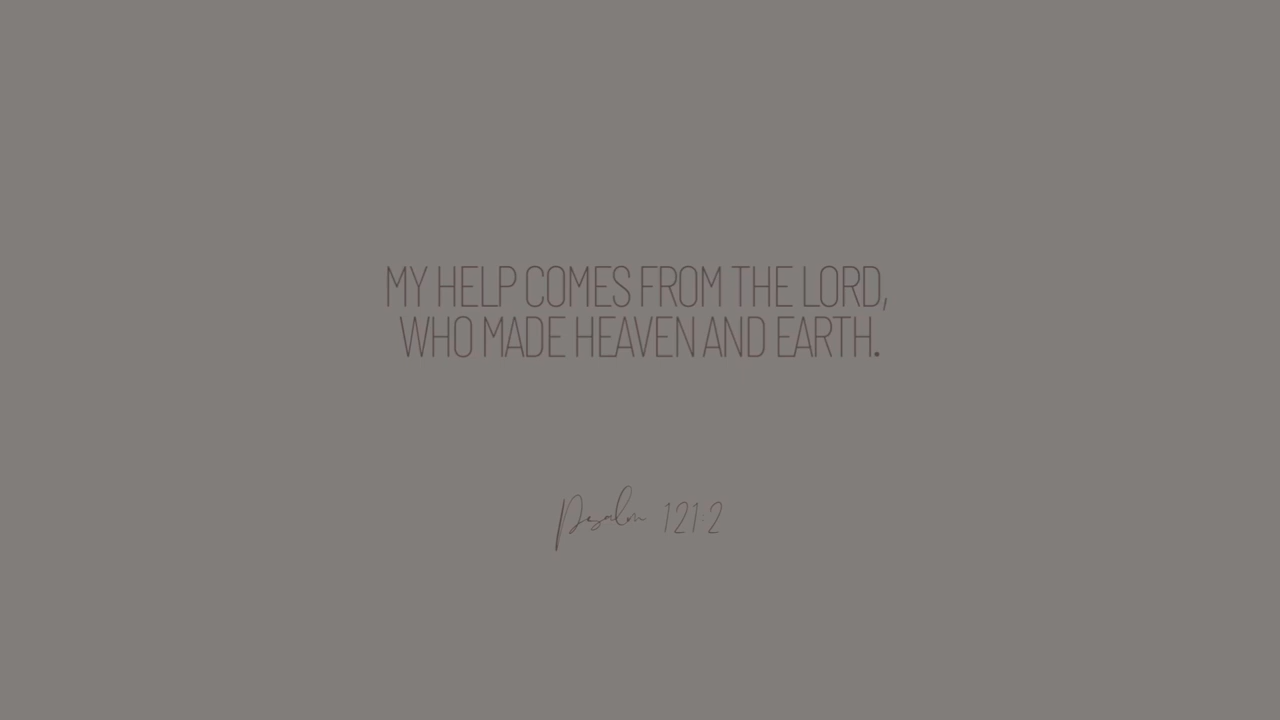 MY HELP COMES FROM THE LORD,
WHO MADE HEAVEN AND EARTH.
Psalm 121:2